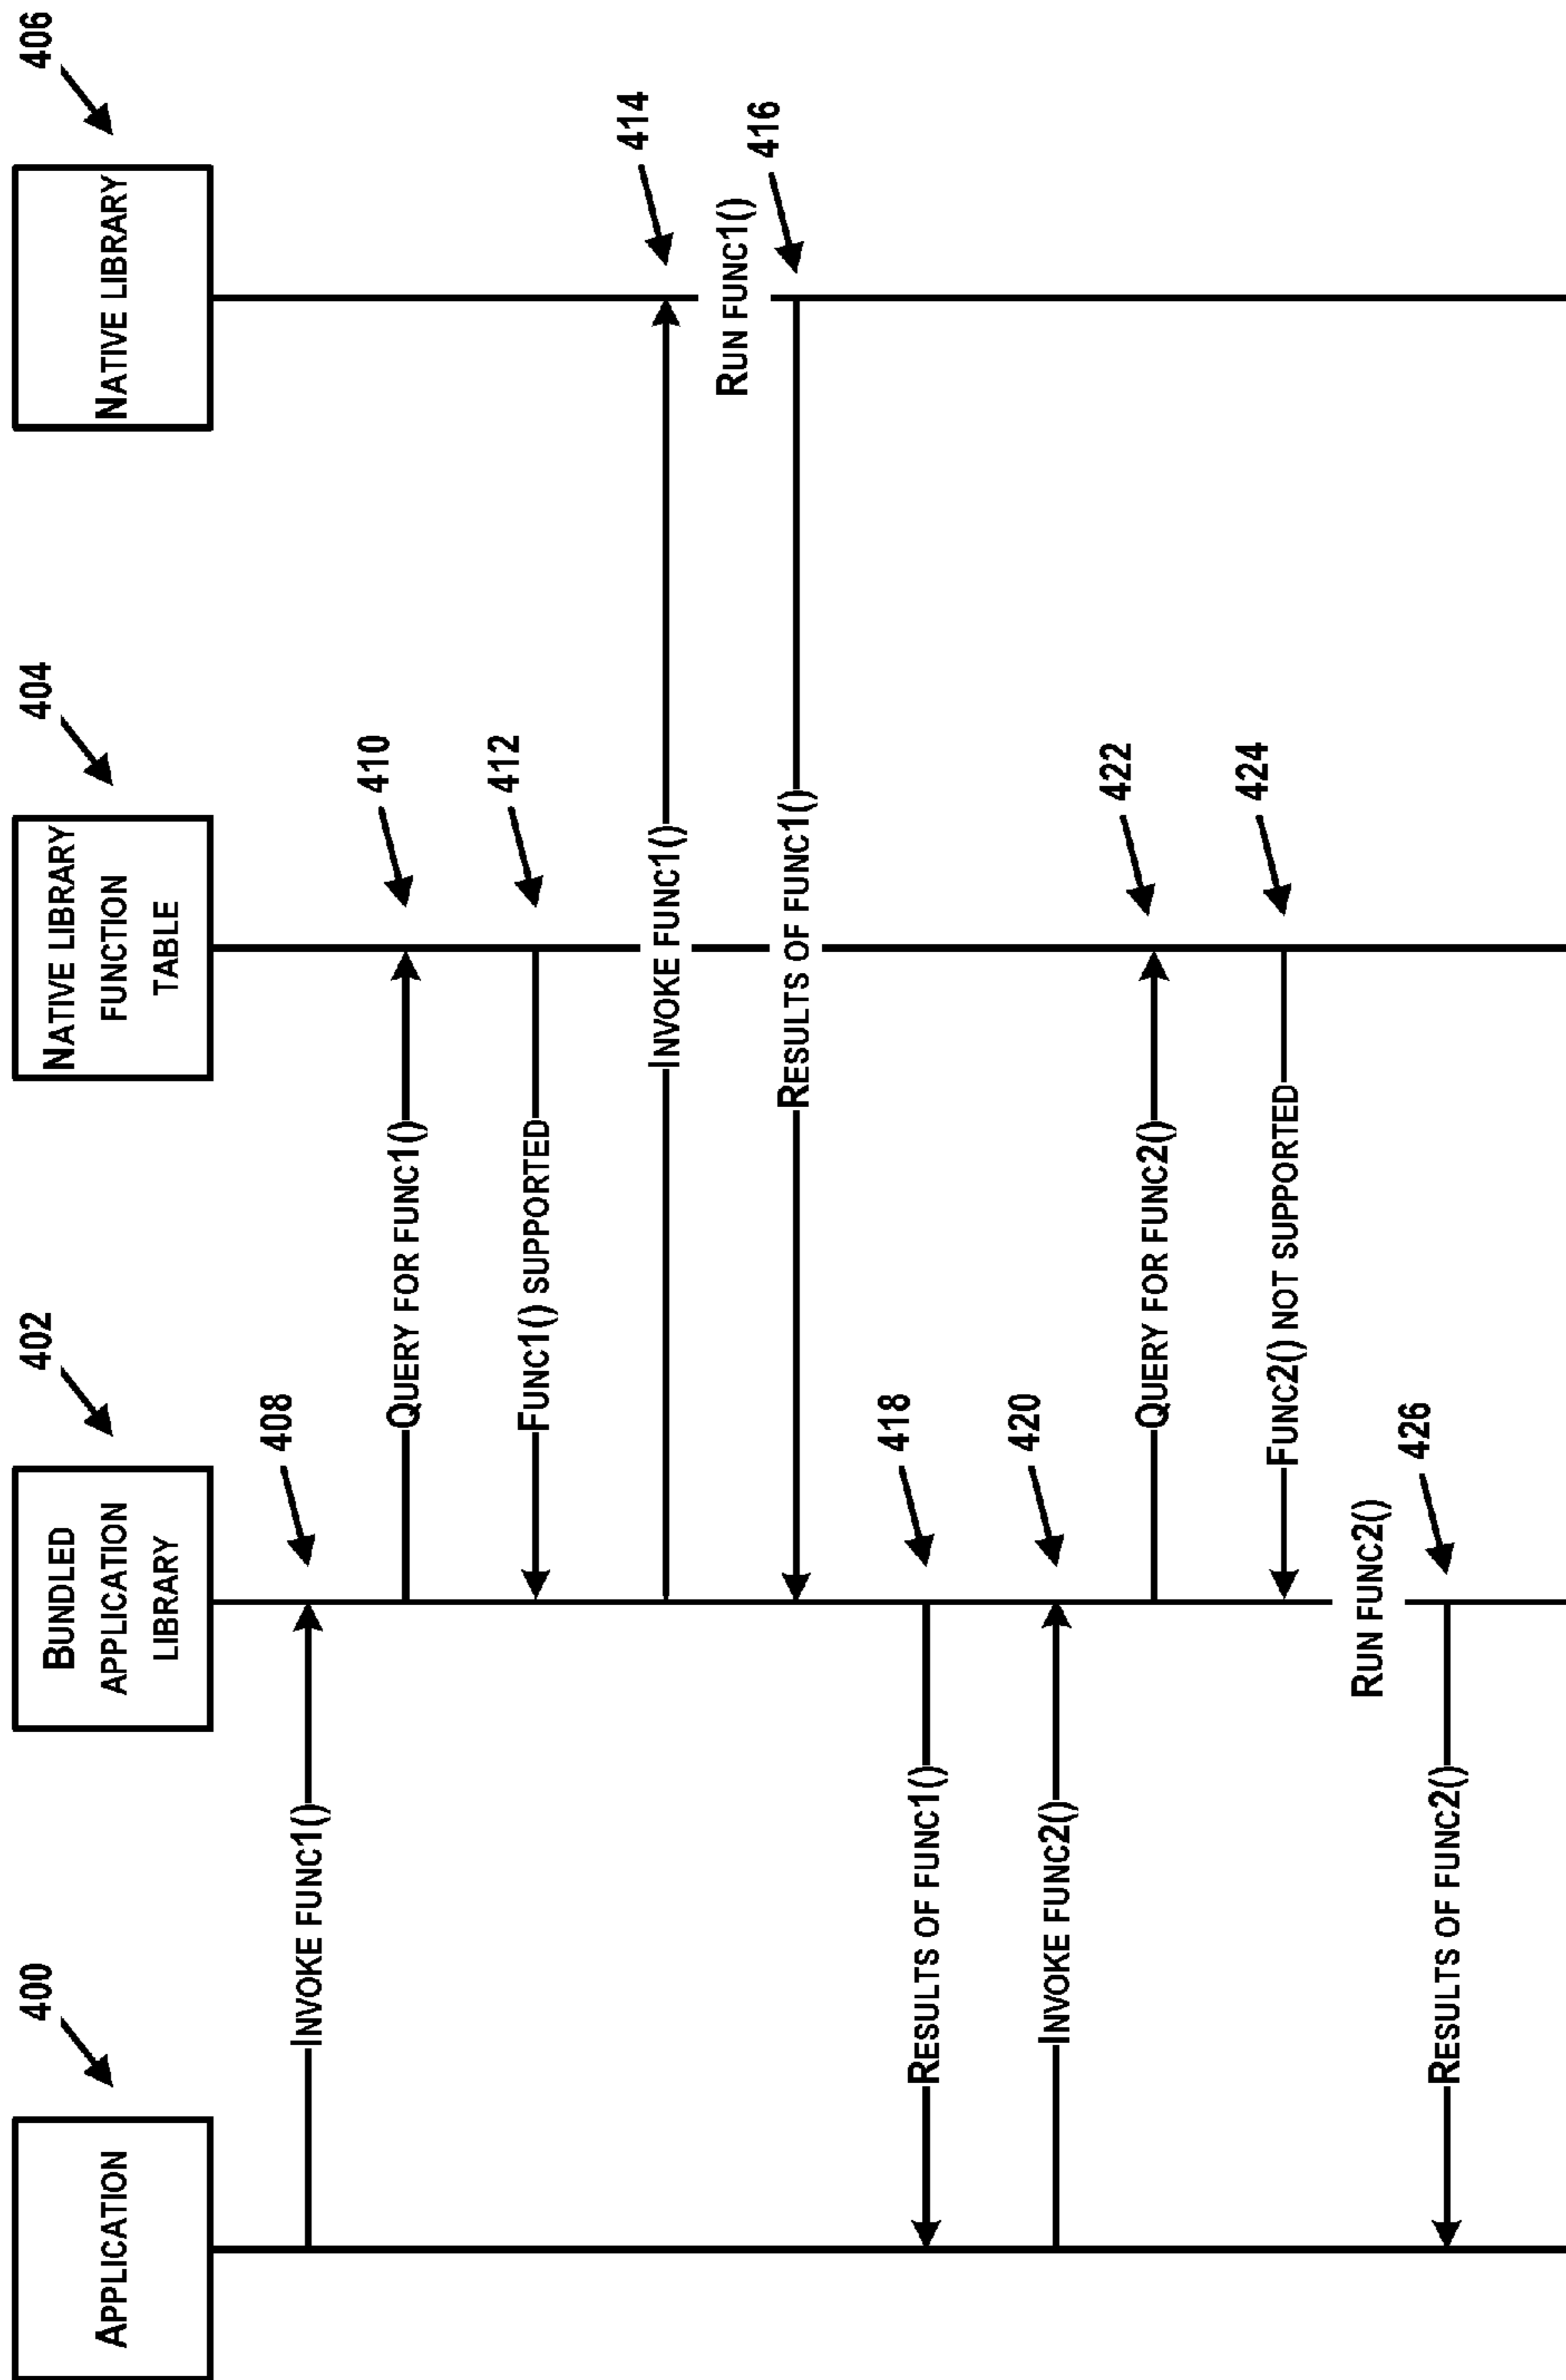 400
APPLICATION
402
BUNDLED
APPLICATION
LIBRARY
404
NATIVE LIBRARY
FUNCTION
TABLE
406
NATIVE LIBRARY
408
INVOKE FUNC1()
410
QUERY FOR FUNC1()
412
FUNC1() SUPPORTED
414
INVOKE FUNC1()
RUN FUNC1()
416
RESULTS OF FUNC1()
418
RESULTS OF FUNC1()
420
INVOKE FUNC2()
422
QUERY FOR FUNC2()
424
FUNC2() NOT SUPPORTED
RUN FUNC2()
426
RESULTS OF FUNC2()